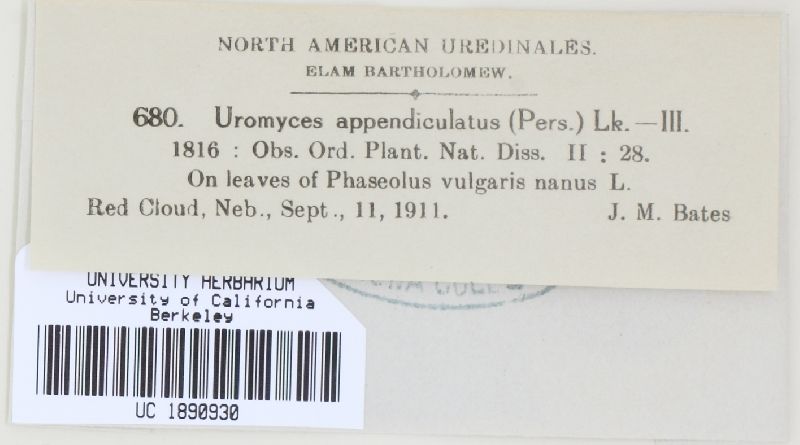 NORTH AMERICAN UREDINALES.
ELAM BARTHOLOMEW.
680. Uromyces appendiculatus (Pers.) Lk.—III.
1816 : Obs. Ord. Plant. Nat. Diss. II : 28.
On leaves of Phaseolus vulgaris nanus L.
Red Cloud, Neb., Sept., 11, 1911. J. M. Bates
UNIVERSITY HERBARIUM
University of California
Berkeley
UC 1890930